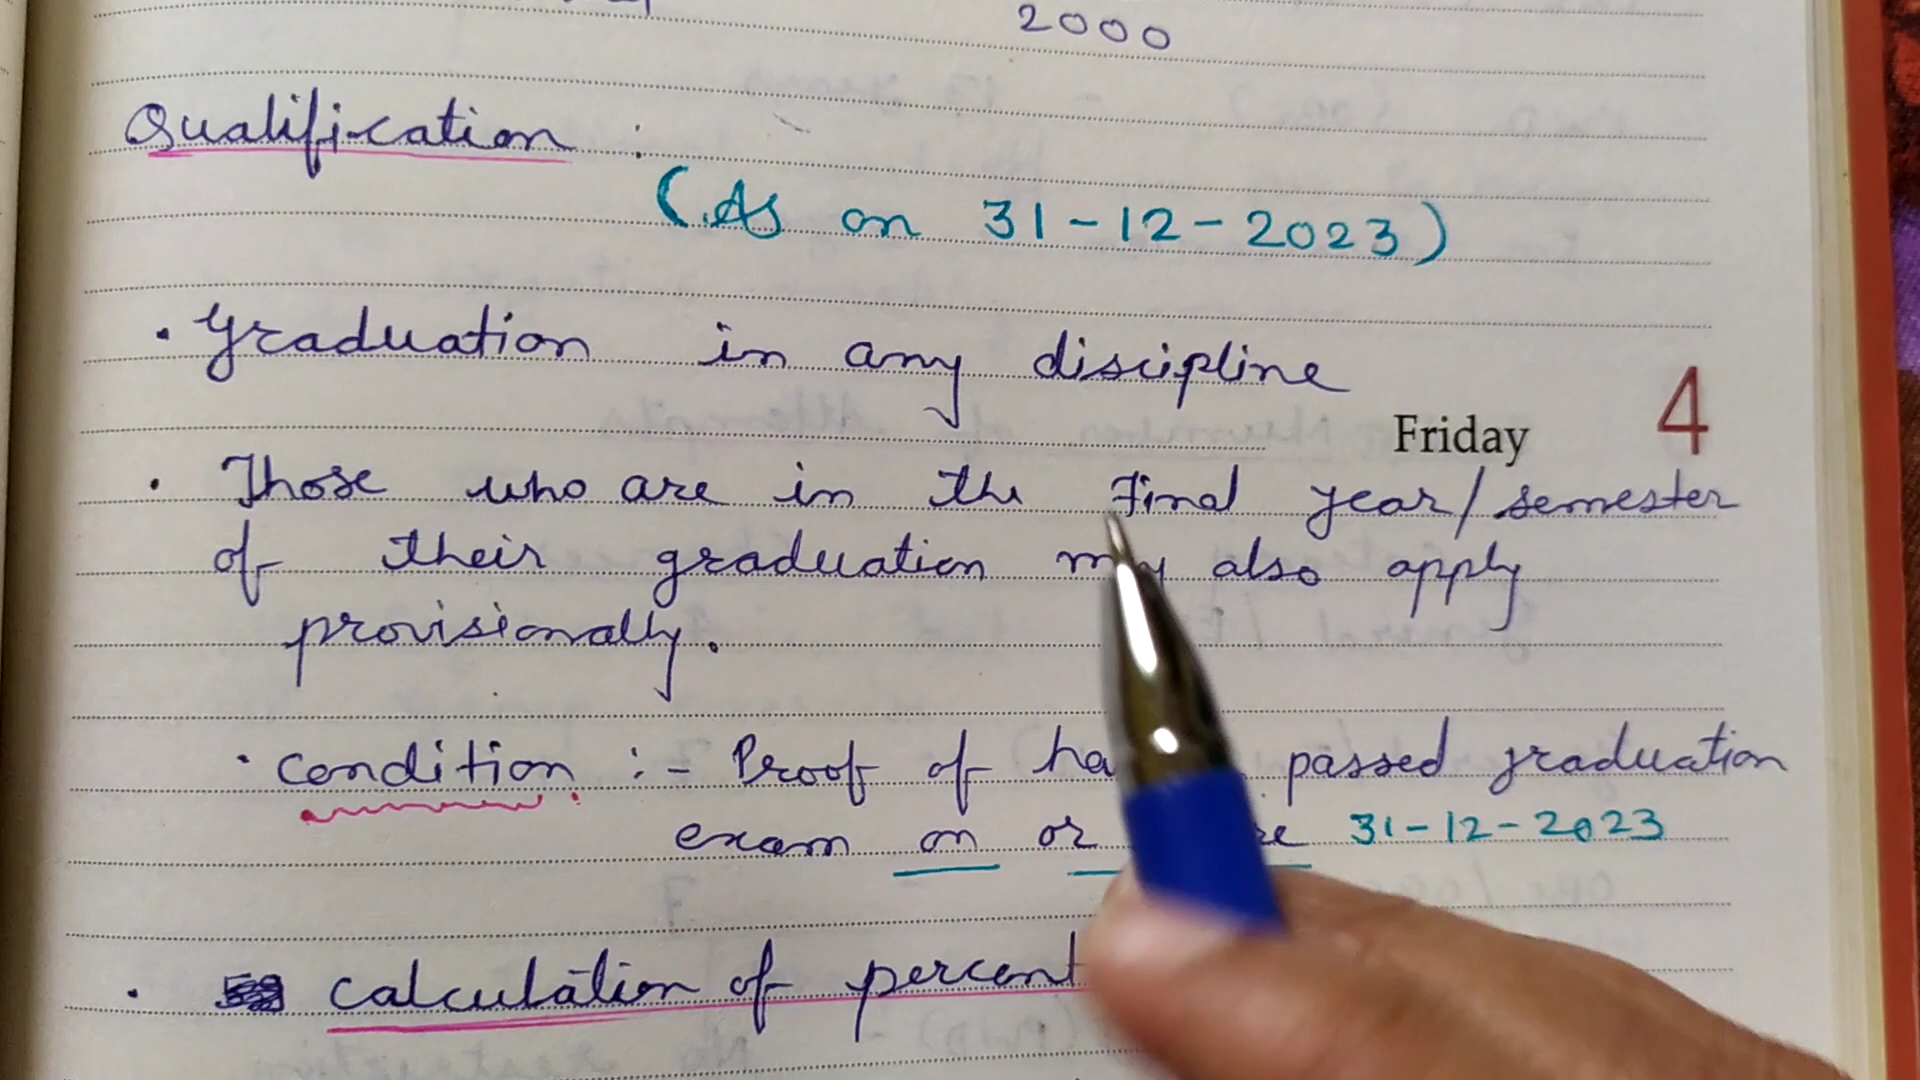 2000
Qualification :
(As on 31-12-2023)
. Graduation in any discipline
Friday 4
. Those who are in the Final year/semester
of their graduation may also apply
provisionally.
. Condition :- Proof of passed graduation
exam on or 31-12-2023
. Calculation of